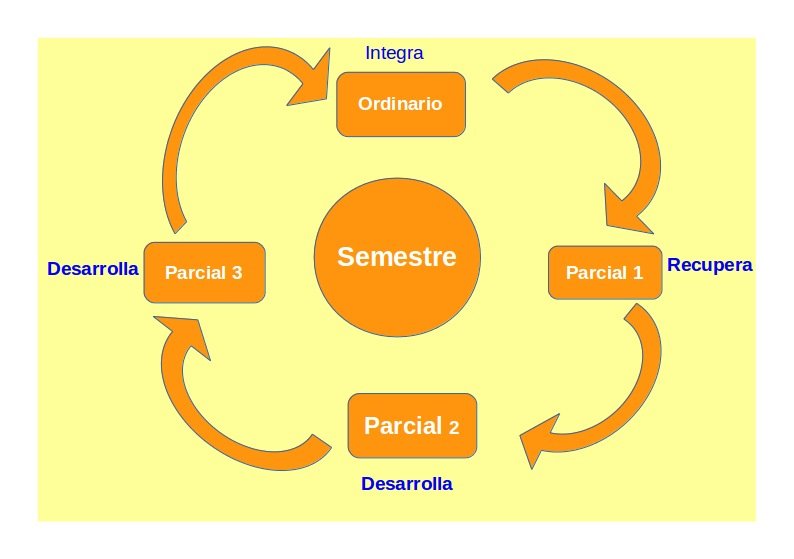 Integra
Ordinario
Semestre
Desarrolla
Parcial 3
Parcial 1
Recupera
Parcial 2
Desarrolla